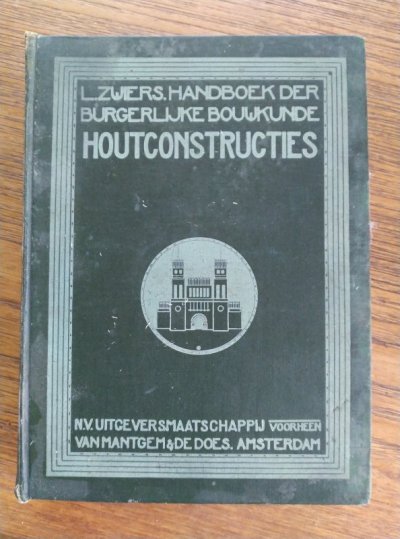 L. ZWIERS. HANDBOEK DER
BURGERLIJKE BOUWKUNDE
HOUTCONSTRUCTIES
N.V. UITGEVERSMAATSCHAPPIJ VOORHEEN
VAN MANTGEM & DE DOES. AMSTERDAM